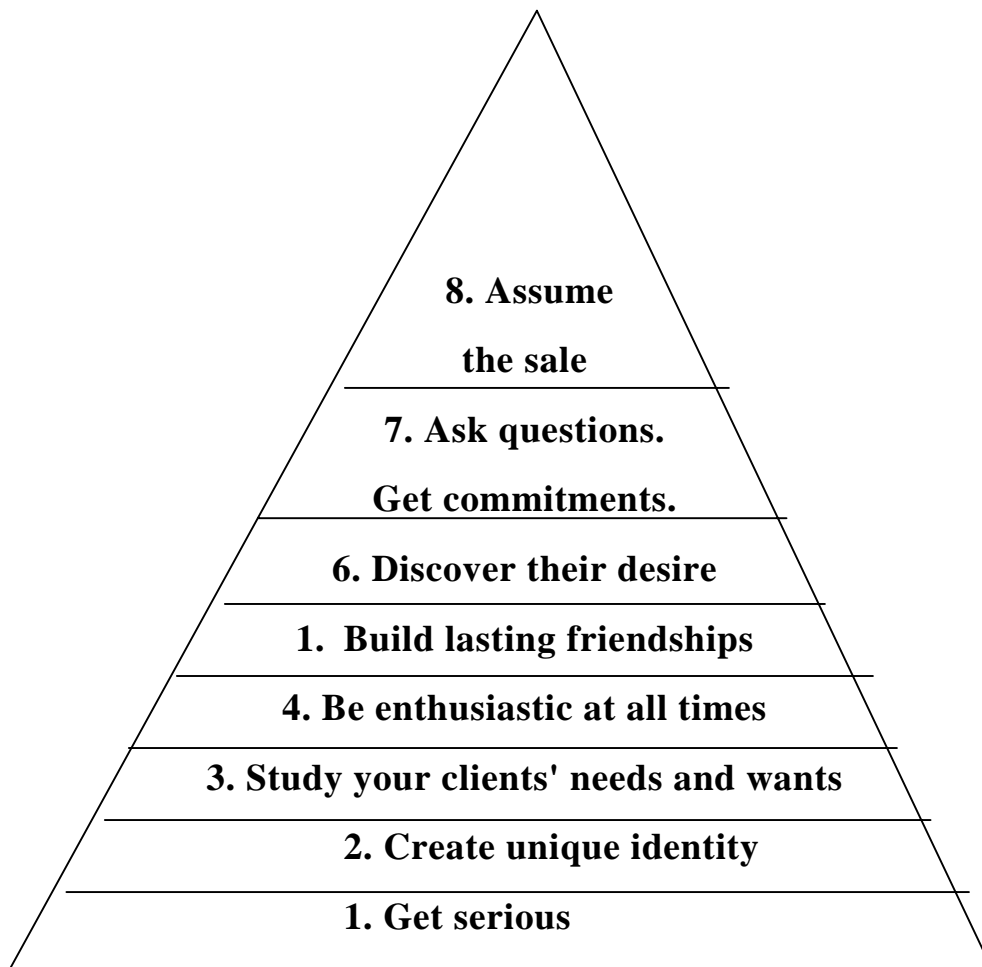 8. Assume
the sale
7. Ask questions.
Get commitments.
6. Discover their desire
1.  Build lasting friendships
4. Be enthusiastic at all times
3. Study your clients' needs and wants
2. Create unique identity
1. Get serious